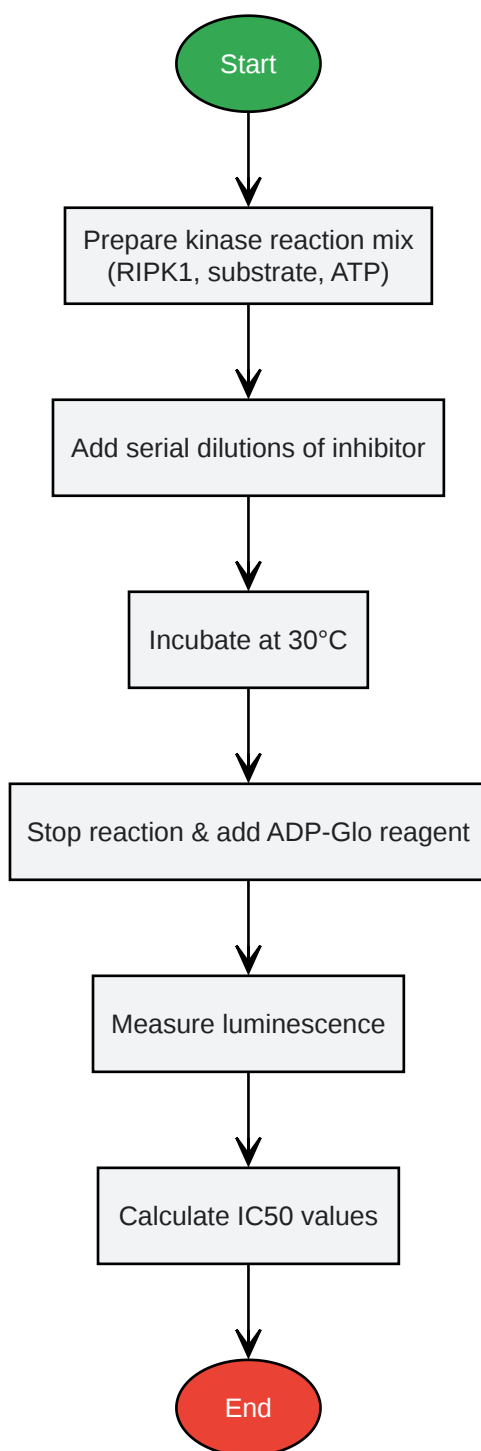 Start
Prepare kinase reaction mix
(RIPK1, substrate, ATP)
Add serial dilutions of inhibitor
Incubate at 30°C
Stop reaction & add ADP-Glo reagent
Measure luminescence
Calculate IC50 values
End